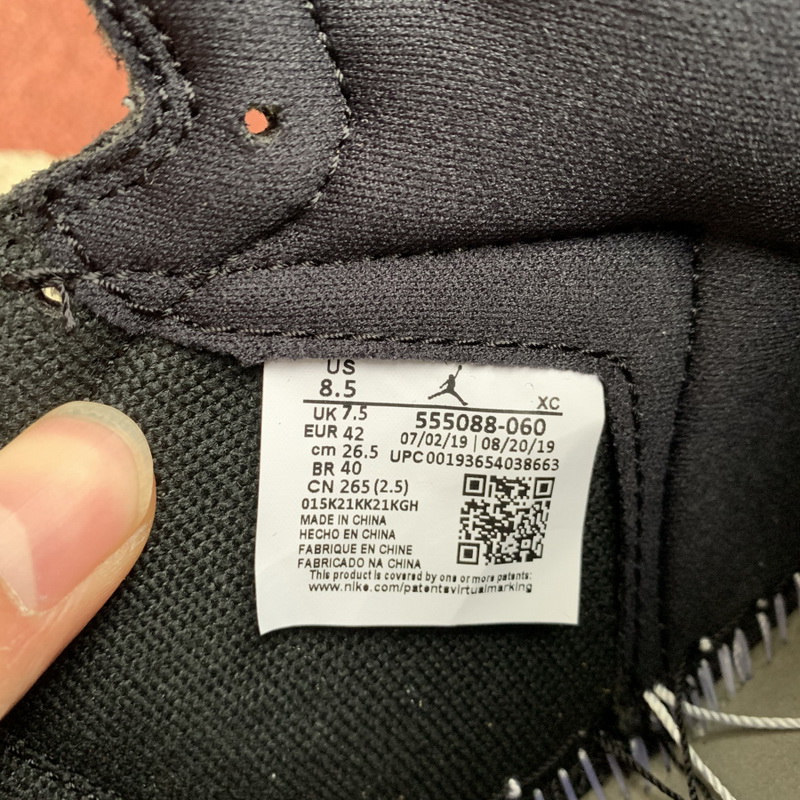 US
8.5
XC
UK 7.5
555088-060
EUR 42
07/02/19 | 08/20/19
cm 26.5
UPC00193654038663
BR 40
CN 265 (2.5)
015K21KK21KGH
MADE IN CHINA
HECHO EN CHINA
FABRIQUE EN CHINE
FABRICADO NA CHINA
This product is covered by one or more patents:
www.nike.com/patentsvirtualmarking